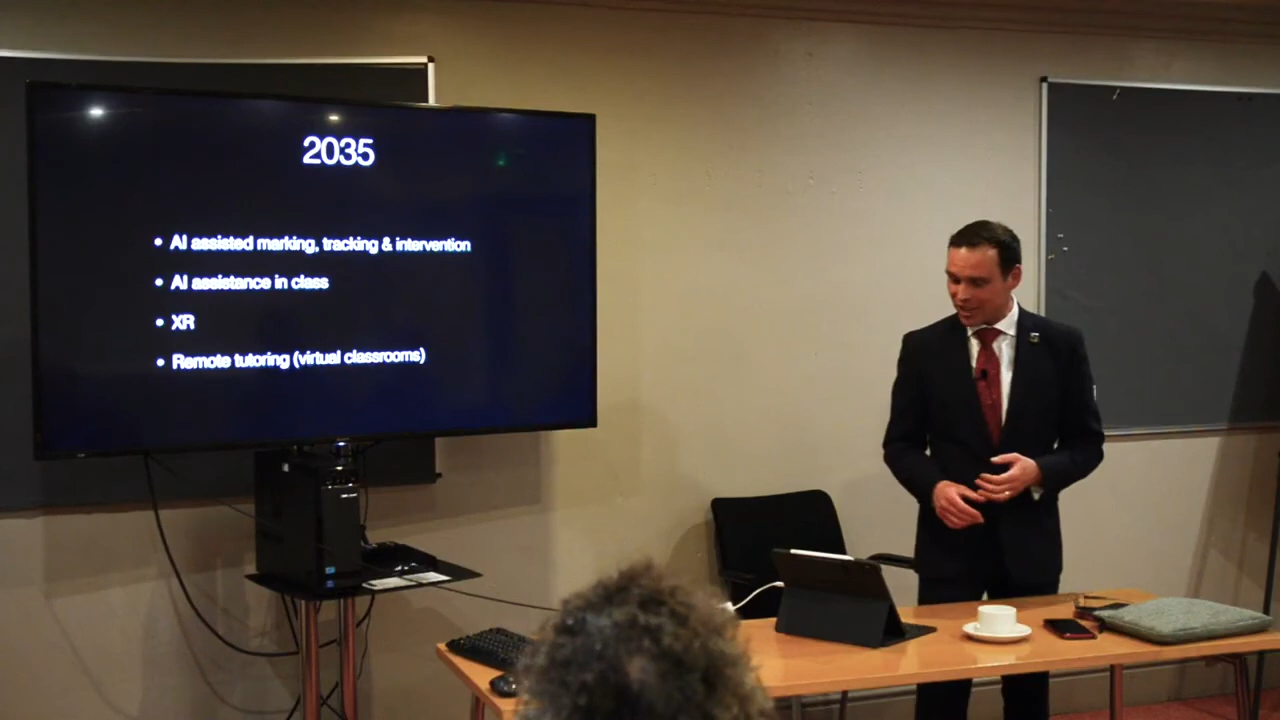 2035
• AI assisted marking, tracking & intervention
• AI assistance in class
• XR
• Remote tutoring (virtual classrooms)